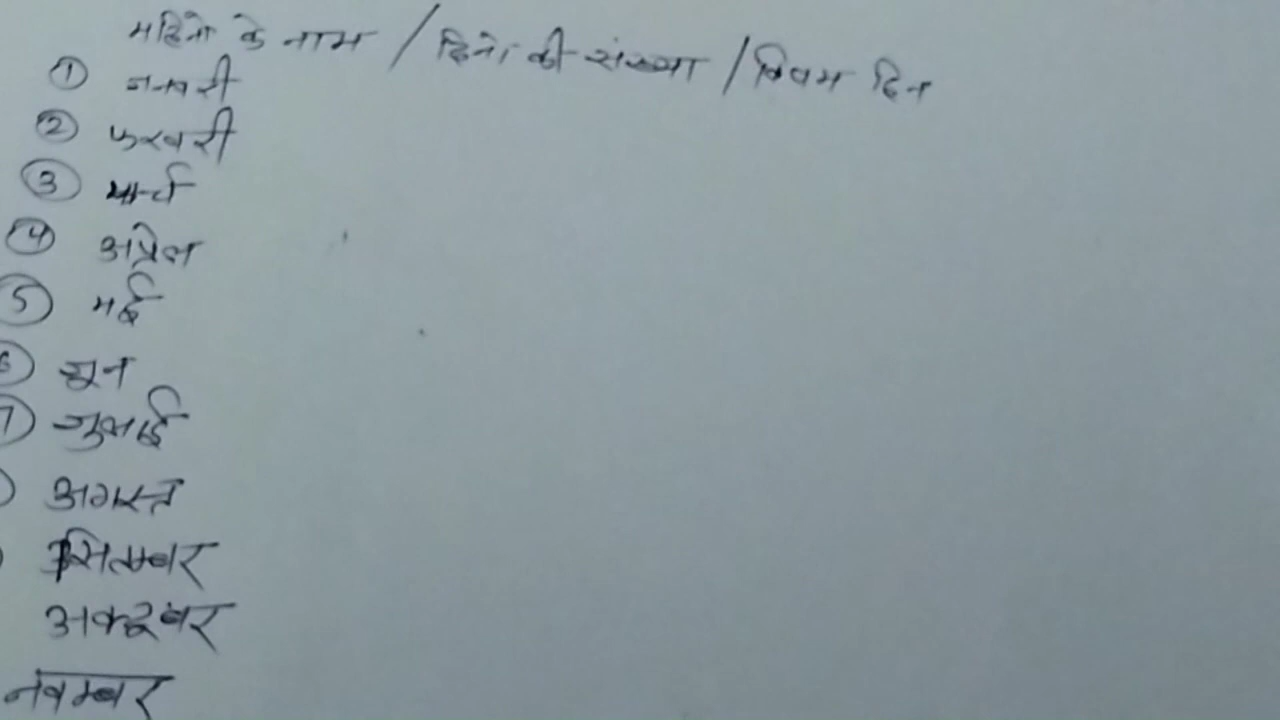 महिनो के नाम / दिनो की संख्या / विषम दिन
① जनवरी
② फरवरी
③ मार्च
④ अप्रेल
⑤ मई
⑥ जून
⑦ जुलाई
अगस्त
सितम्बर
अक्टूबर
नवम्बर